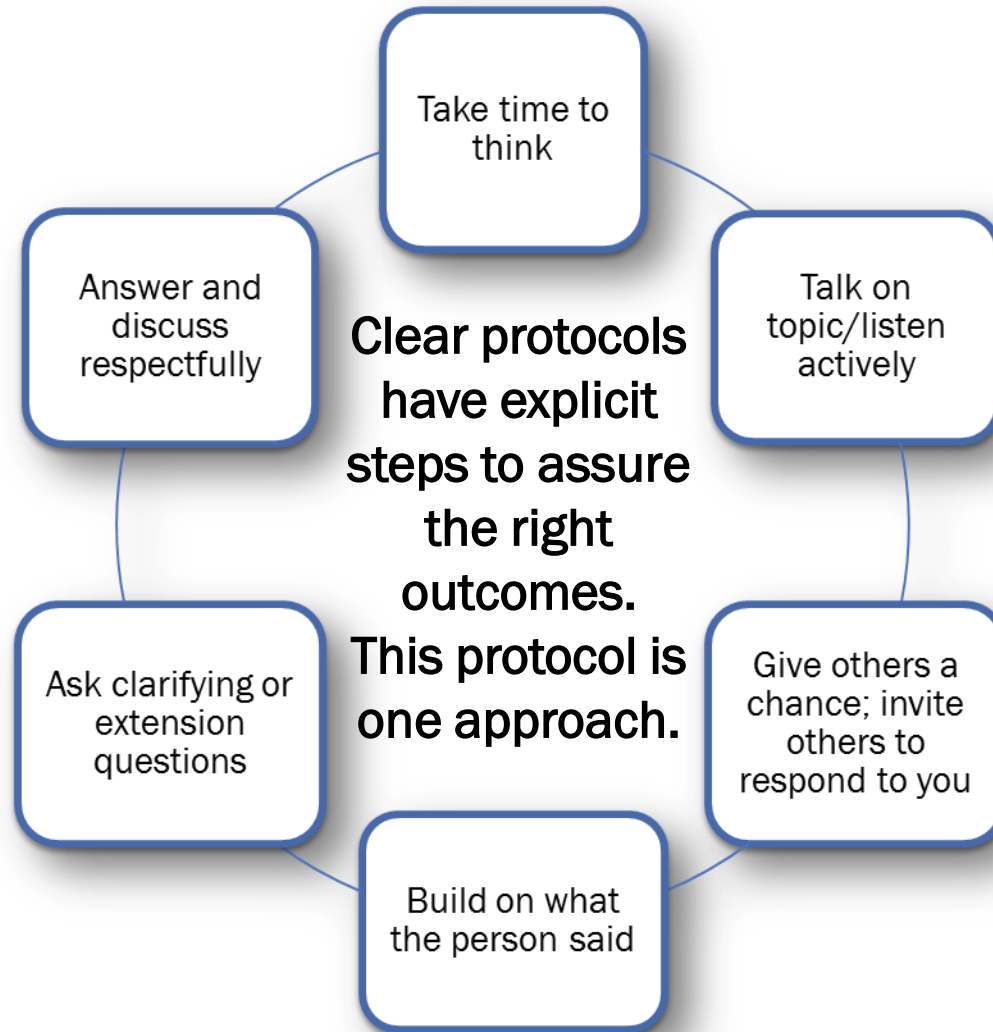 Take time to
think
Talk on
topic/listen
actively
Give others a
chance; invite
others to
respond to you
Build on what
the person said
Ask clarifying or
extension
questions
Answer and
discuss
respectfully
Clear protocols
have explicit
steps to assure
the right
outcomes.
This protocol is
one approach.